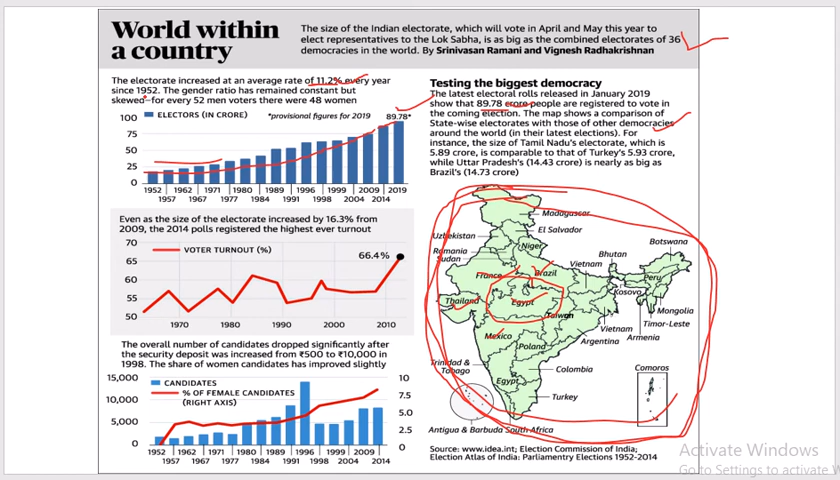 World within
a country
The size of the Indian electorate, which will vote in April and May this year to
elect representatives to the Lok Sabha, is as big as the combined electorates of 36
democracies in the world. By Srinivasan Ramani and Vignesh Radhakrishnan
The electorate increased at an average rate of 11.2% every year
since 1952. The gender ratio has remained constant but
skewed–for every 52 men voters there were 48 women
100
75
50
25
0
ELECTORS (IN CRORE)
*provisional figures for 2019
89.78*
1952 1962 1971 1980 1989 1996 1999 2009 2019
1957 1967 1977 1984 1991 1998 2004 2014
Even as the size of the electorate increased by 16.3% from
2009, the 2014 polls registered the highest ever turnout
70
65
60
55
50
VOTER TURNOUT (%)
66.4%
1970 1980 1990 2000 2010
The overall number of candidates dropped significantly after
the security deposit was increased from ₹500 to ₹10,000 in
1998. The share of women candidates has improved slightly
15,000
10,000
5,000
0
CANDIDATES
% OF FEMALE CANDIDATES
(RIGHT AXIS)
10
7.5
5.0
2.5
0
1952 1962 1971 1980 1989 1996 1999 2009
1957 1967 1977 1984 1991 1998 2004 2014
Testing the biggest democracy
The latest electoral rolls released in January 2019
show that 89.78 crore people are registered to vote in
the coming election. The map shows a comparison of
State-wise electorates with those of other democracies
around the world (in their latest elections). For
instance, the size of Tamil Nadu's electorate, which is
5.89 crore, is comparable to that of Turkey's 5.93 crore,
while Uttar Pradesh's (14.43 crore) is nearly as big as
Brazil's (14.73 crore)
Madagascar
El Salvador
Uzbekistan
Niger
Romania
Sudan
Botswana
Bhutan
Vietnam
France
Brazil
Peru
Kosovo
Thailand
Egypt
Taiwan
Mongolia
Timor-Leste
Vietnam
Armenia
Argentina
Mexico
Poland
Trinidad &
Tobago
Colombia
Comoros
Egypt
Turkey
Antigua & Barbuda
South Africa
Source: www.idea.int; Election Commission of India;
Election Atlas of India: Parliamentry Elections 1952-2014
Activate Windows
Go to Settings to activate W